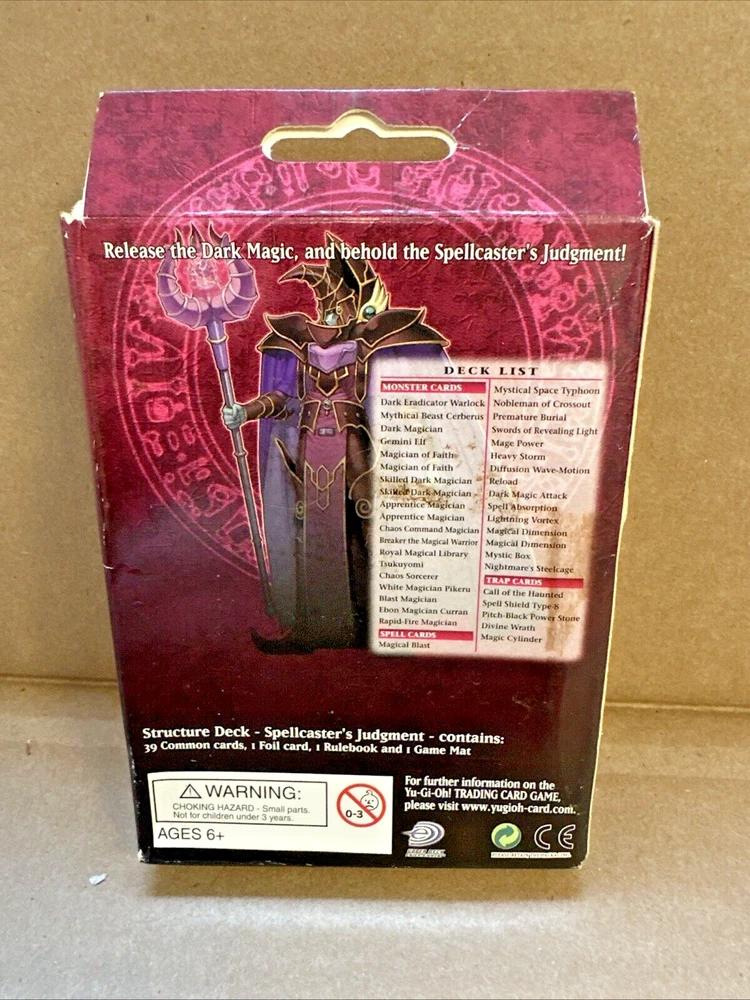 Release the Dark Magic, and behold the Spellcaster's Judgment!
DECK LIST
MONSTER CARDS
Dark Eradicator Warlock
Mythical Beast Cerberus
Dark Magician
Gemini Elf
Magician of Faith
Magician of Faith
Skilled Dark Magician
Skilled Dark Magician
Apprentice Magician
Apprentice Magician
Chaos Command Magician
Breaker the Magical Warrior
Royal Magical Library
Tsukuyomi
Chaos Sorcerer
White Magician Pikeru
Blast Magician
Ebon Magician Curran
Rapid-Fire Magician
SPELL CARDS
Magical Blast
Mystical Space Typhoon
Nobleman of Crossout
Premature Burial
Swords of Revealing Light
Mage Power
Heavy Storm
Diffusion Wave-Motion
Reload
Dark Magic Attack
Spell Absorption
Lightning Vortex
Magical Dimension
Magical Dimension
Mystic Box
Nightmare's Steelcage
TRAP CARDS
Call of the Haunted
Spell Shield Type-8
Pitch-Black Power Stone
Divine Wrath
Magic Cylinder
Structure Deck - Spellcaster's Judgment - contains:
39 Common cards, 1 Foil card, 1 Rulebook and 1 Game Mat
WARNING:
CHOKING HAZARD - Small parts.
Not for children under 3 years.
AGES 6+
0-3
For further information on the
Yu-Gi-Oh! TRADING CARD GAME,
please visit www.yugioh-card.com.
UPPER DECK
CE